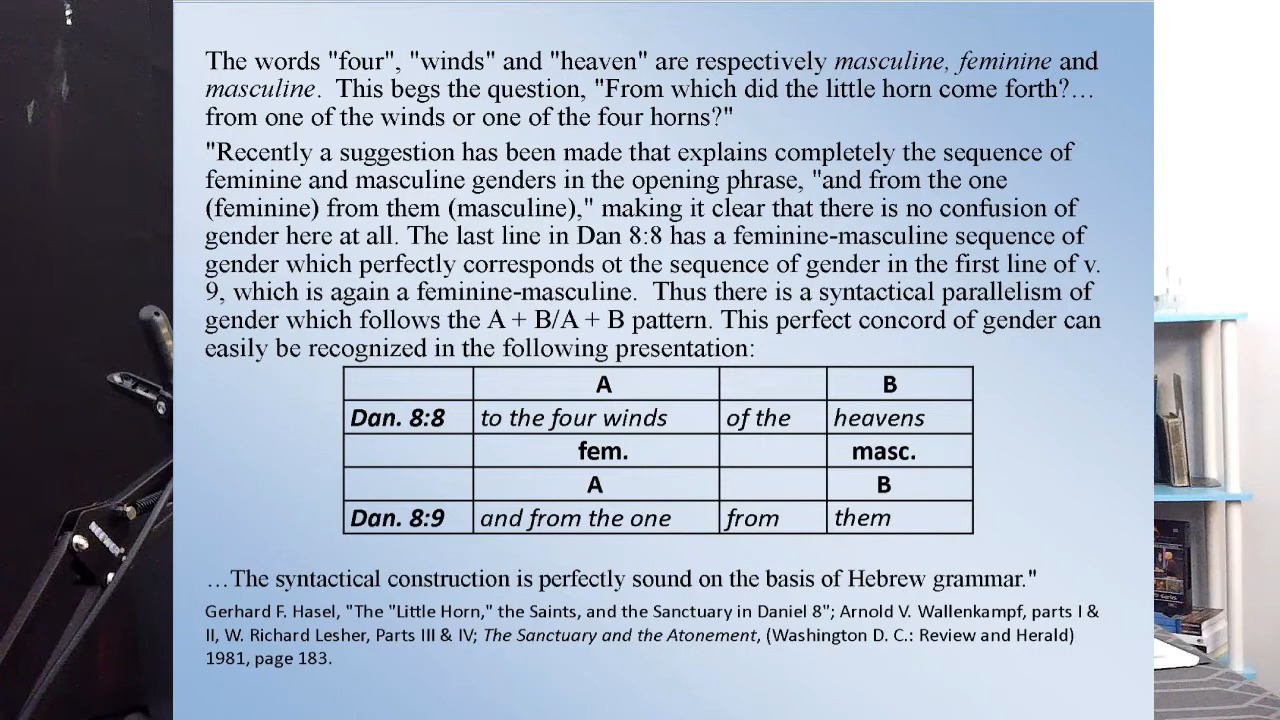 The words "four", "winds" and "heaven" are respectively masculine, feminine and
masculine. This begs the question, "From which did the little horn come forth?…
from one of the winds or one of the four horns?"
"Recently a suggestion has been made that explains completely the sequence of
feminine and masculine genders in the opening phrase, "and from the one
(feminine) from them (masculine)," making it clear that there is no confusion of
gender here at all. The last line in Dan 8:8 has a feminine-masculine sequence of
gender which perfectly corresponds ot the sequence of gender in the first line of v.
9, which is again a feminine-masculine. Thus there is a syntactical parallelism of
gender which follows the A + B/A + B pattern. This perfect concord of gender can
easily be recognized in the following presentation:
A B
Dan. 8:8 to the four winds of the heavens
fem. masc.
A B
Dan. 8:9 and from the one from them
…The syntactical construction is perfectly sound on the basis of Hebrew grammar."
Gerhard F. Hasel, "The "Little Horn," the Saints, and the Sanctuary in Daniel 8"; Arnold V. Wallenkampf, parts I &
II, W. Richard Lesher, Parts III & IV; The Sanctuary and the Atonement, (Washington D. C.: Review and Herald)
1981, page 183.